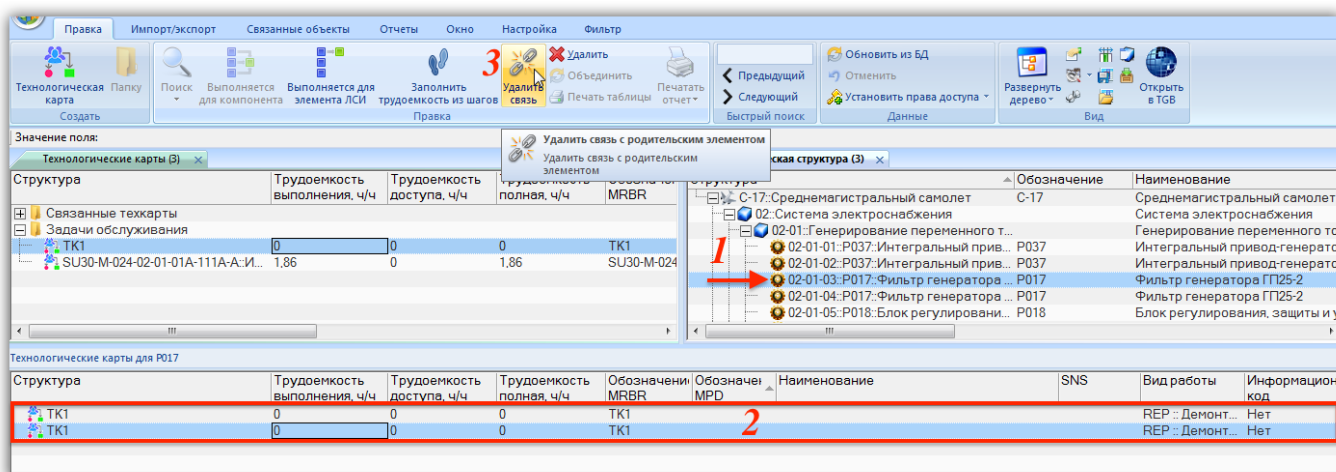 Правка Импорт/экспорт Связанные объекты Отчеты Окно Настройка Фильтр
Технологическая карта
Папку
Создать
Поиск
Выполняется для компонента
Выполняется для элемента ЛСИ
Заполнить трудоемкость из шагов
3
Удалить связь
Удалить
Объединить
Печать таблицы
Печатать отчет
Правка
Предыдущий
Следующий
Быстрый поиск
Обновить из БД
Отменить
Установить права доступа
Данные
Развернуть дерево
Открыть в TGB
Вид
Значение поля:
Удалить связь с родительским элементом
Удалить связь с родительским
элементом
Технологические карты (3)
Структура Трудоемкость выполнения, ч/ч Трудоемкость доступа, ч/ч полная, ч/ч MRBR
Связанные техкарты
Задачи обслуживания
TK1 0 0 0 TK1
SU30-M-024-02-01-01A-111A-A::И... 1,86 0 1,86 SU30-M-024
ская структура (3)
Структура Обозначение Наименование
C-17::Среднемагистральный самолет C-17 Среднемагистральный самолет
02::Система электроснабжения Система электроснабжения
02-01::Генерирование переменного т... Генерирование переменного то
02-01-01::P037::Интегральный прив... P037 Интегральный привод-генерато
1
02-01-02::P037::Интегральный прив... P037 Интегральный привод-генерато
02-01-03::P017::Фильтр генератора ... P017 Фильтр генератора ГП25-2
02-01-04::P017::Фильтр генератора ... P017 Фильтр генератора ГП25-2
02-01-05::P018::Блок регулировани... P018 Блок регулирования, защиты и у
Технологические карты для P017
Структура Трудоемкость выполнения, ч/ч Трудоемкость доступа, ч/ч Трудоемкость полная, ч/ч Обозначени MRBR Обозначен MPD Наименование SNS Вид работы Информацион код
TK1 0 0 0 TK1 REP :: Демонт... Нет
2
TK1 0 0 0 TK1 REP :: Демонт... Нет